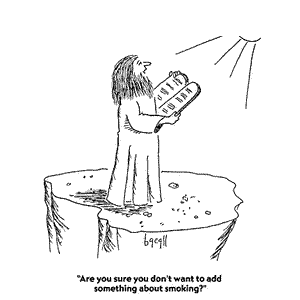 "Are you sure you don't want to add
something about smoking?"